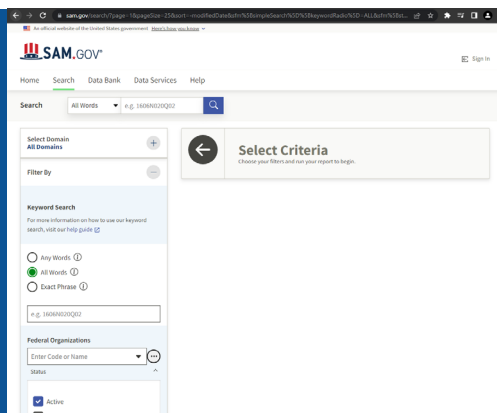 sam.gov/search/?page=1&pageSize=25&sort=-modifiedDate&sfm%5BsimpleSearch%5D%5BkeywordRadio%5D=ALL&sfm%5Bst...
An official website of the United States government Here's how you know
SAM.GOV®
Sign In
Home Search Data Bank Data Services Help
Search All Words e.g. 1606N020Q02
Select Domain
All Domains
Filter By
Select Criteria
Choose your filters and run your report to begin.
Keyword Search
For more information on how to use our keyword
search, visit our help guide
Any Words
All Words
Exact Phrase
e.g. 1606N020Q02
Federal Organizations
Enter Code or Name
Status
Active